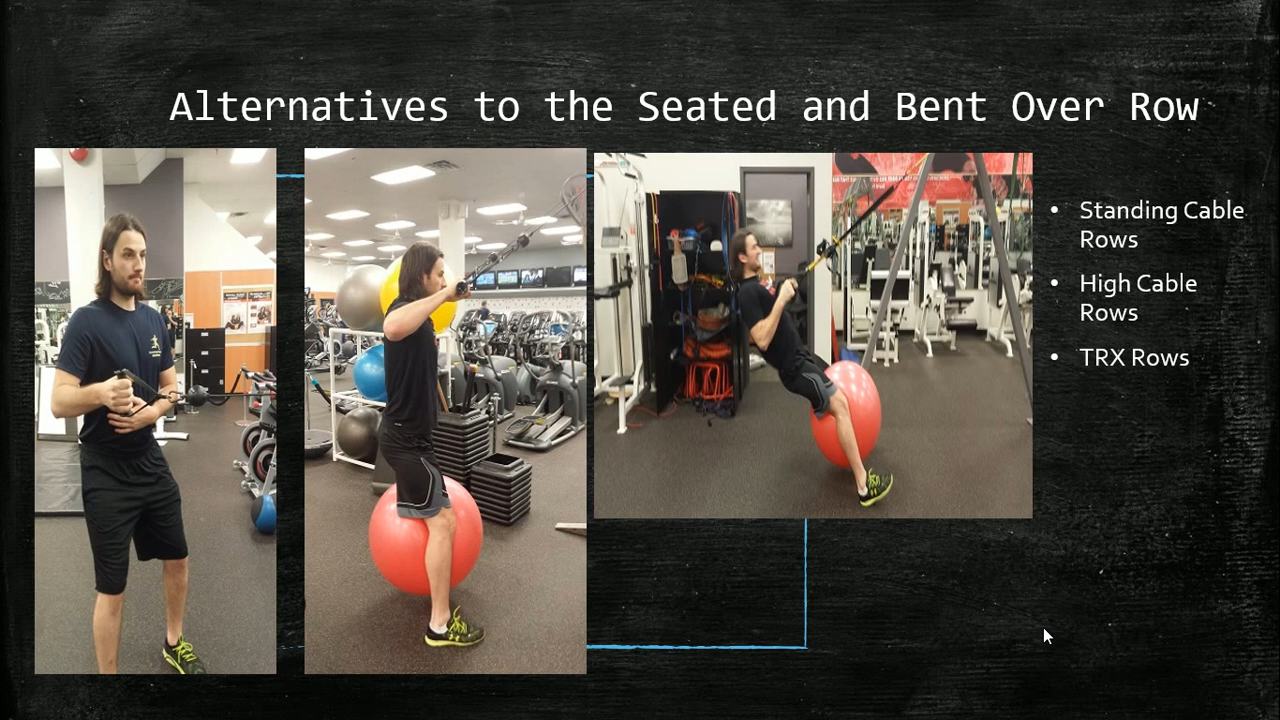 Alternatives to the Seated and Bent Over Row
• Standing Cable
Rows
• High Cable
Rows
• TRX Rows